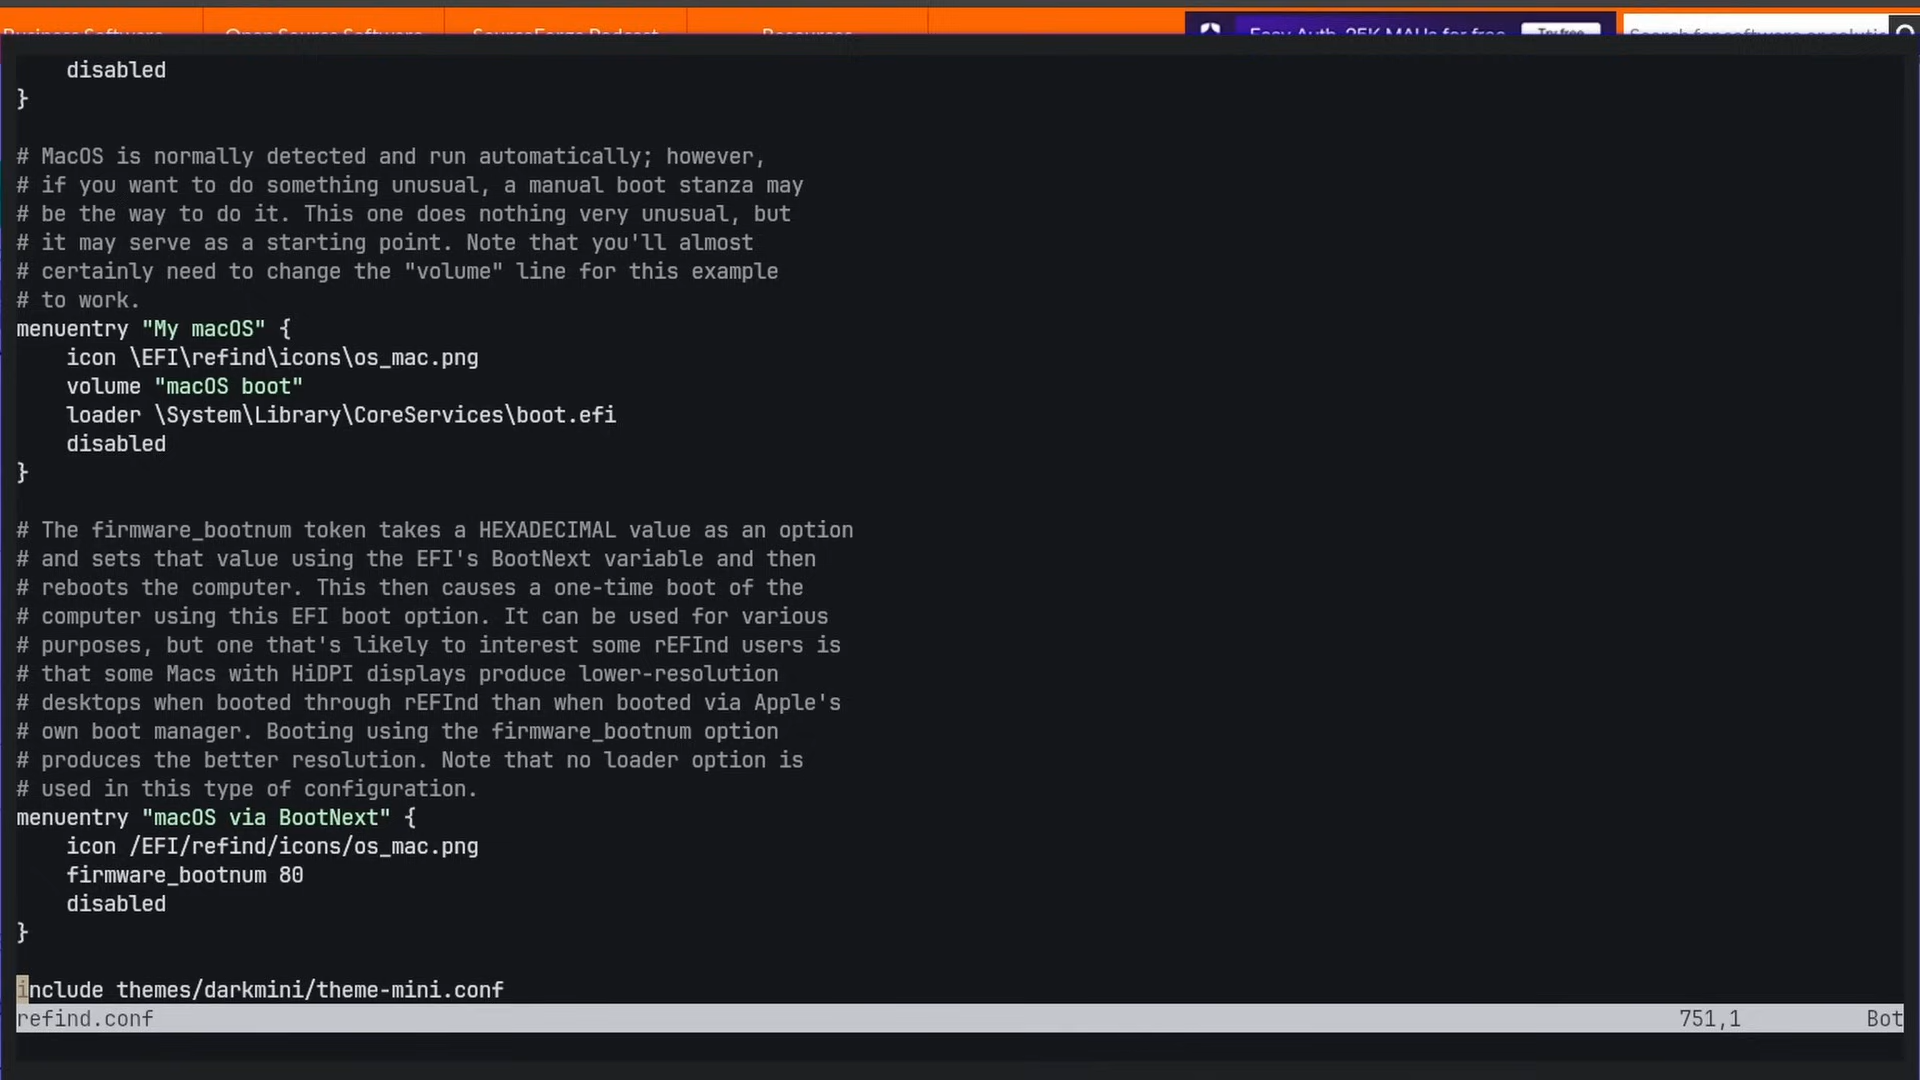 Business Software Open Source Software SourceForge Podcast Resources Easy Auth. 25K MAUs for free Try free Search for software or solutio
    disabled
}
# MacOS is normally detected and run automatically; however,
# if you want to do something unusual, a manual boot stanza may
# be the way to do it. This one does nothing very unusual, but
# it may serve as a starting point. Note that you'll almost
# certainly need to change the "volume" line for this example
# to work.
menuentry "My macOS" {
    icon \EFI\refind\icons\os_mac.png
    volume "macOS boot"
    loader \System\Library\CoreServices\boot.efi
    disabled
}
# The firmware_bootnum token takes a HEXADECIMAL value as an option
# and sets that value using the EFI's BootNext variable and then
# reboots the computer. This then causes a one-time boot of the
# computer using this EFI boot option. It can be used for various
# purposes, but one that's likely to interest some rEFInd users is
# that some Macs with HiDPI displays produce lower-resolution
# desktops when booted through rEFInd than when booted via Apple's
# own boot manager. Booting using the firmware_bootnum option
# produces the better resolution. Note that no loader option is
# used in this type of configuration.
menuentry "macOS via BootNext" {
    icon /EFI/refind/icons/os_mac.png
    firmware_bootnum 80
    disabled
}
include themes/darkmini/theme-mini.conf
refind.conf 751,1 Bot